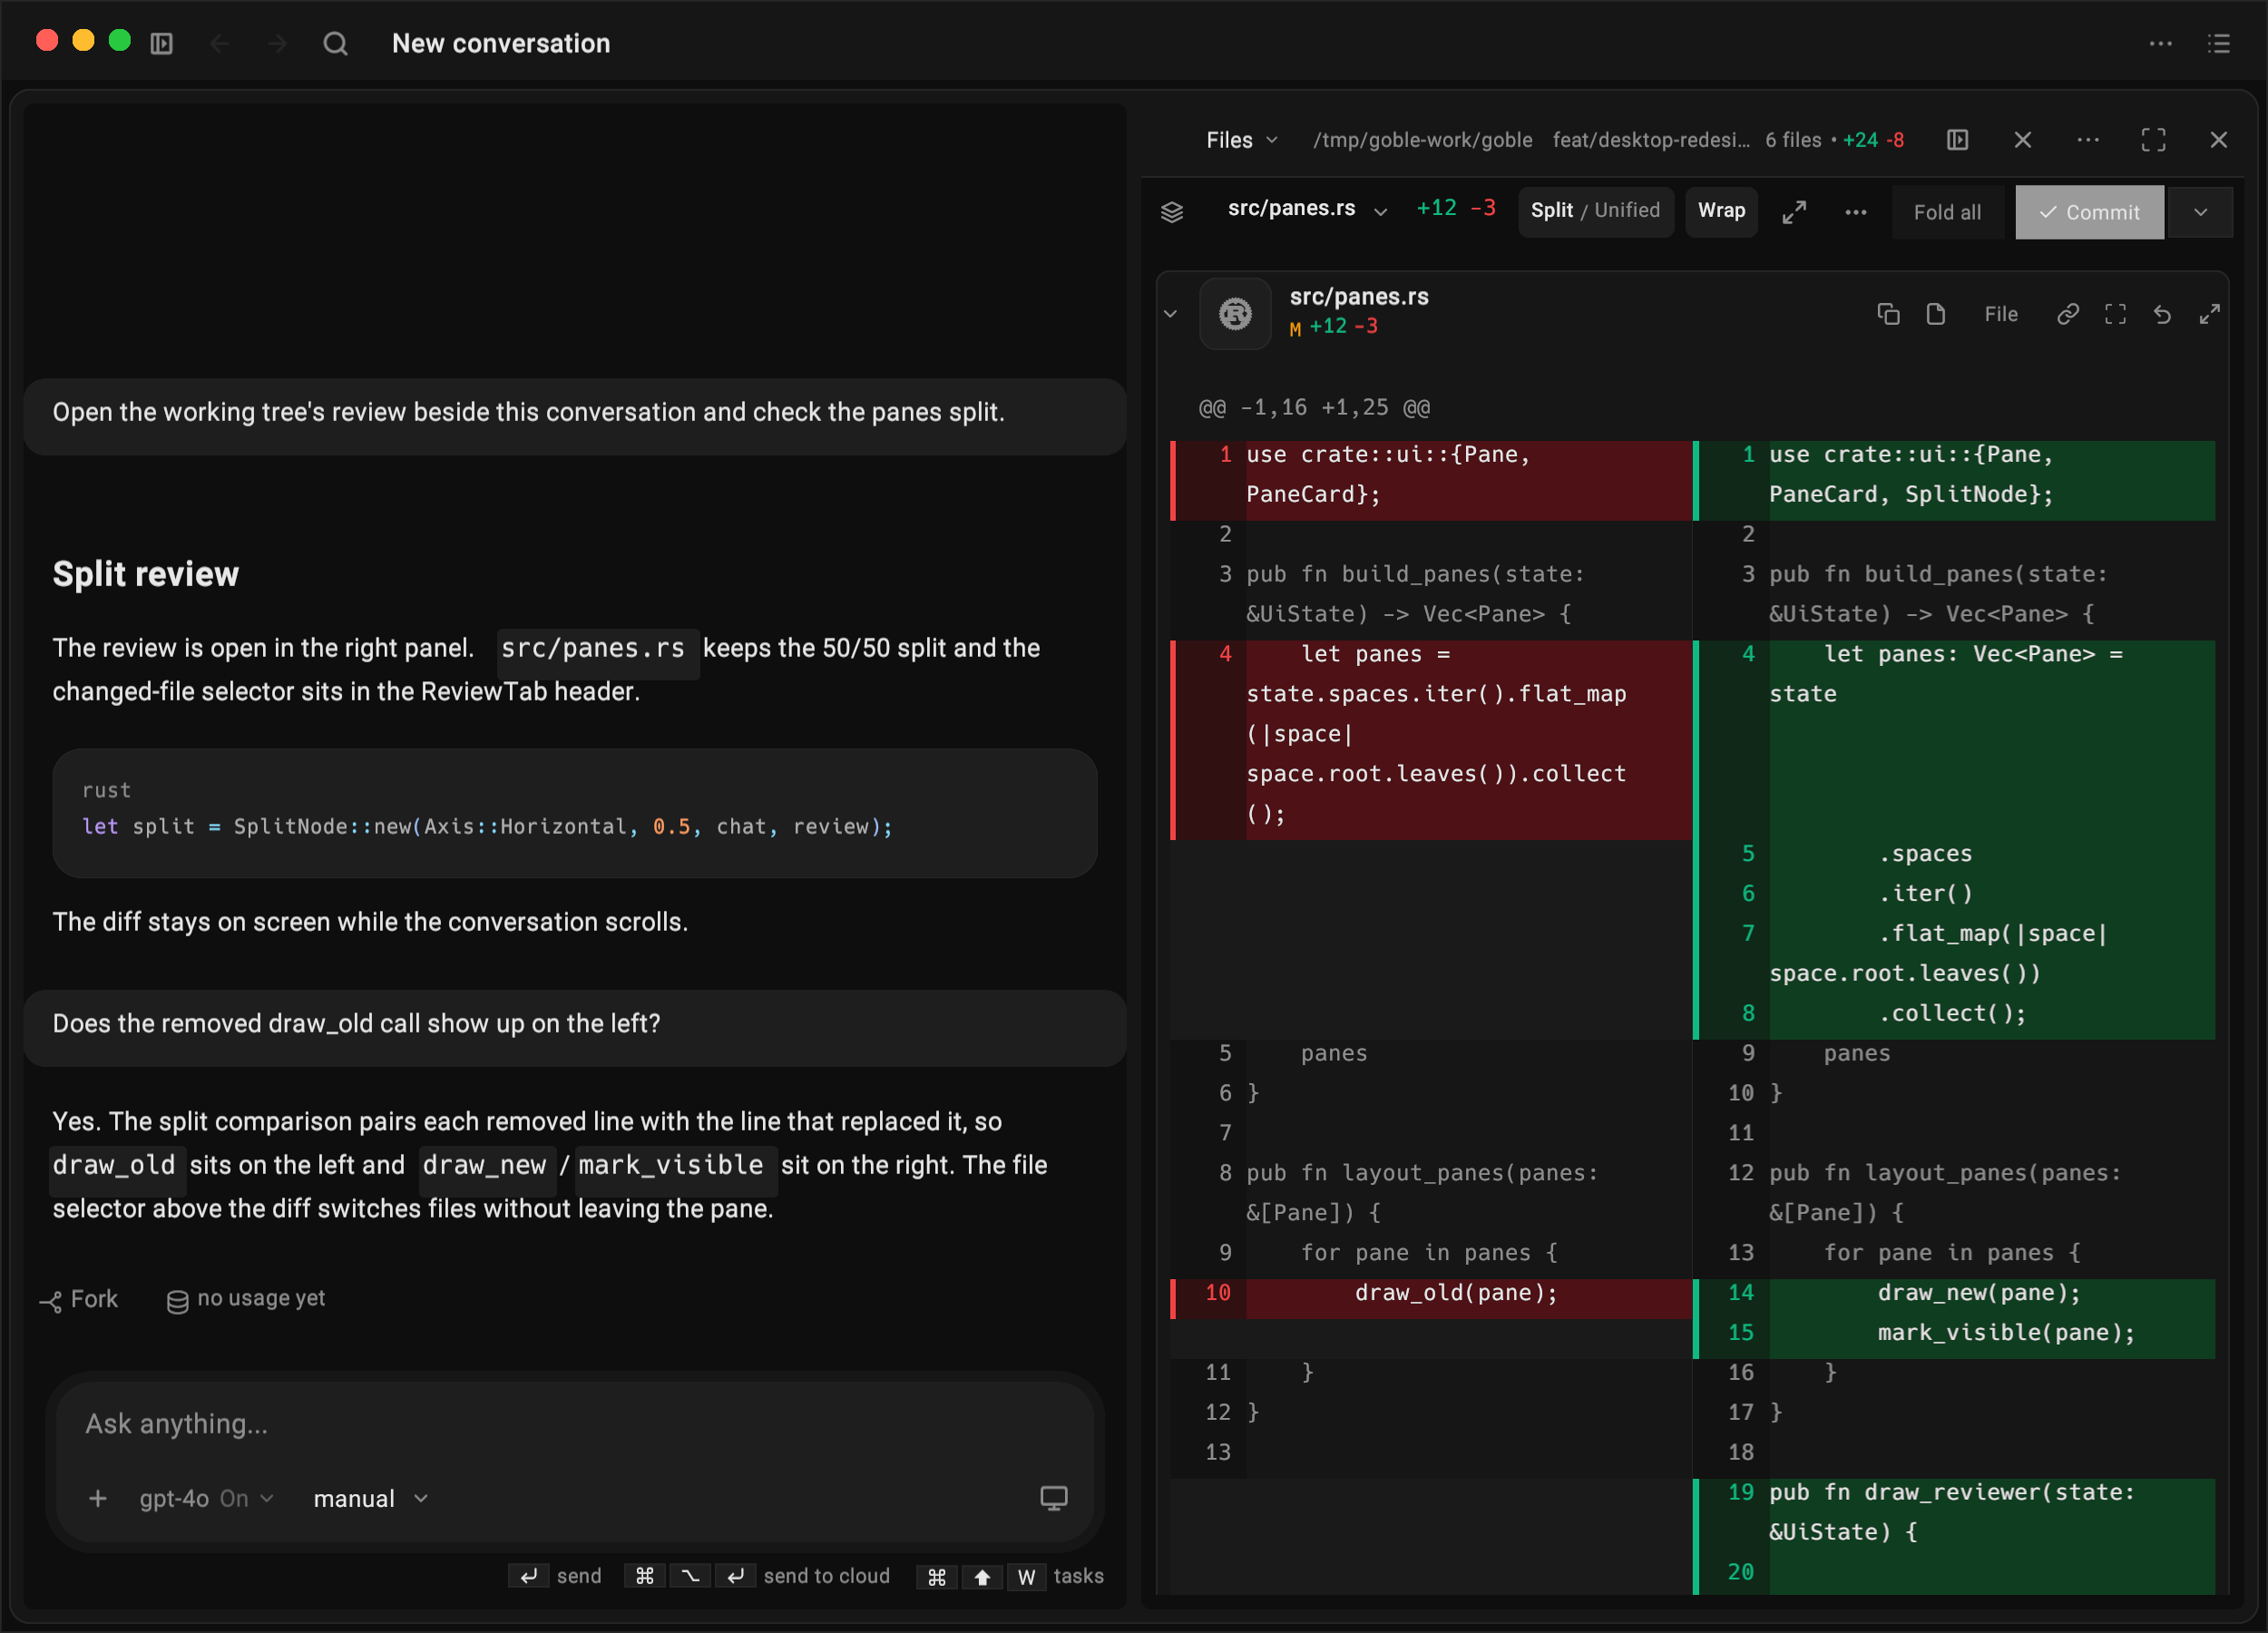 New conversation
Open the working tree's review beside this conversation and check the panes split.
Split review
The review is open in the right panel. src/panes.rs keeps the 50/50 split and the
changed-file selector sits in the ReviewTab header.
rust
let split = SplitNode::new(Axis::Horizontal, 0.5, chat, review);
The diff stays on screen while the conversation scrolls.
Does the removed draw_old call show up on the left?
Yes. The split comparison pairs each removed line with the line that replaced it, so
draw_old sits on the left and draw_new / mark_visible sit on the right. The file
selector above the diff switches files without leaving the pane.
Fork no usage yet
Ask anything...
+ gpt-4o On manual
send ⌘ ⌥ send to cloud ⌘ W tasks
Files /tmp/goble-work/goble feat/desktop-redesi... 6 files • +24 -8
src/panes.rs +12 -3 Split / Unified Wrap Fold all Commit
src/panes.rs
M +12 -3
File
@@ -1,16 +1,25 @@
1 use crate::ui::{Pane,
PaneCard};
2
3 pub fn build_panes(state:
&UiState) -> Vec<Pane> {
4 let panes =
state.spaces.iter().flat_map
(|space|
space.root.leaves()).collect
();
5 panes
6 }
7
8 pub fn layout_panes(panes:
&[Pane]) {
9 for pane in panes {
10 draw_old(pane);
11 }
12 }
13
1 use crate::ui::{Pane,
PaneCard, SplitNode};
2
3 pub fn build_panes(state:
&UiState) -> Vec<Pane> {
4 let panes: Vec<Pane> =
state
5 .spaces
6 .iter()
7 .flat_map(|space|
space.root.leaves())
8 .collect();
9 panes
10 }
11
12 pub fn layout_panes(panes:
&[Pane]) {
13 for pane in panes {
14 draw_new(pane);
15 mark_visible(pane);
16 }
17 }
18
19 pub fn draw_reviewer(state:
&UiState) {
20